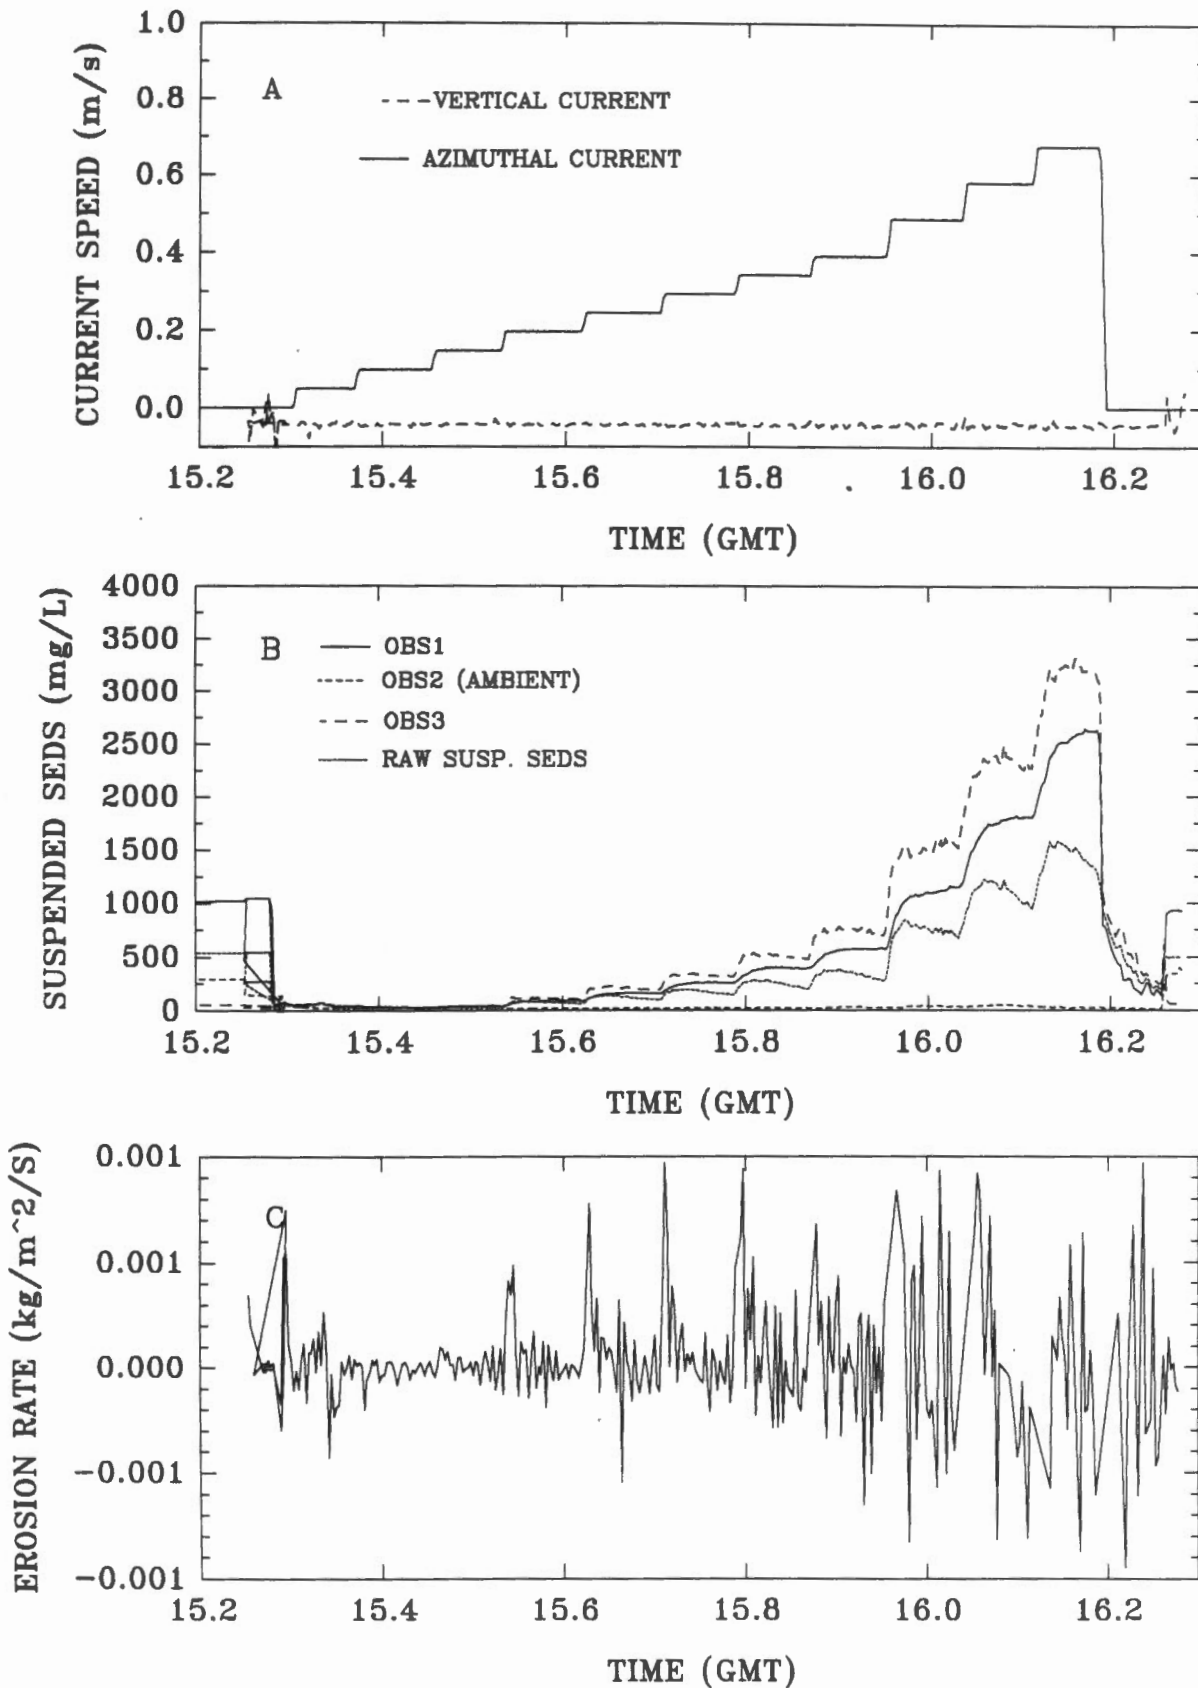 1.0
0.8
0.6
0.4
0.2
0.0
CURRENT SPEED (m/s)
A
VERTICAL CURRENT
AZIMUTHAL CURRENT
15.2 15.4 15.6 15.8 16.0 16.2
TIME (GMT)
4000
3500
3000
2500
2000
1500
1000
500
0
SUSPENDED SEDS (mg/L)
B
OBS1
OBS2 (AMBIENT)
OBS3
RAW SUSP. SEDS
15.2 15.4 15.6 15.8 16.0 16.2
TIME (GMT)
0.001
0.001
0.000
-0.001
-0.001
EROSION RATE (kg/m^2/S)
C
15.2 15.4 15.6 15.8 16.0 16.2
TIME (GMT)